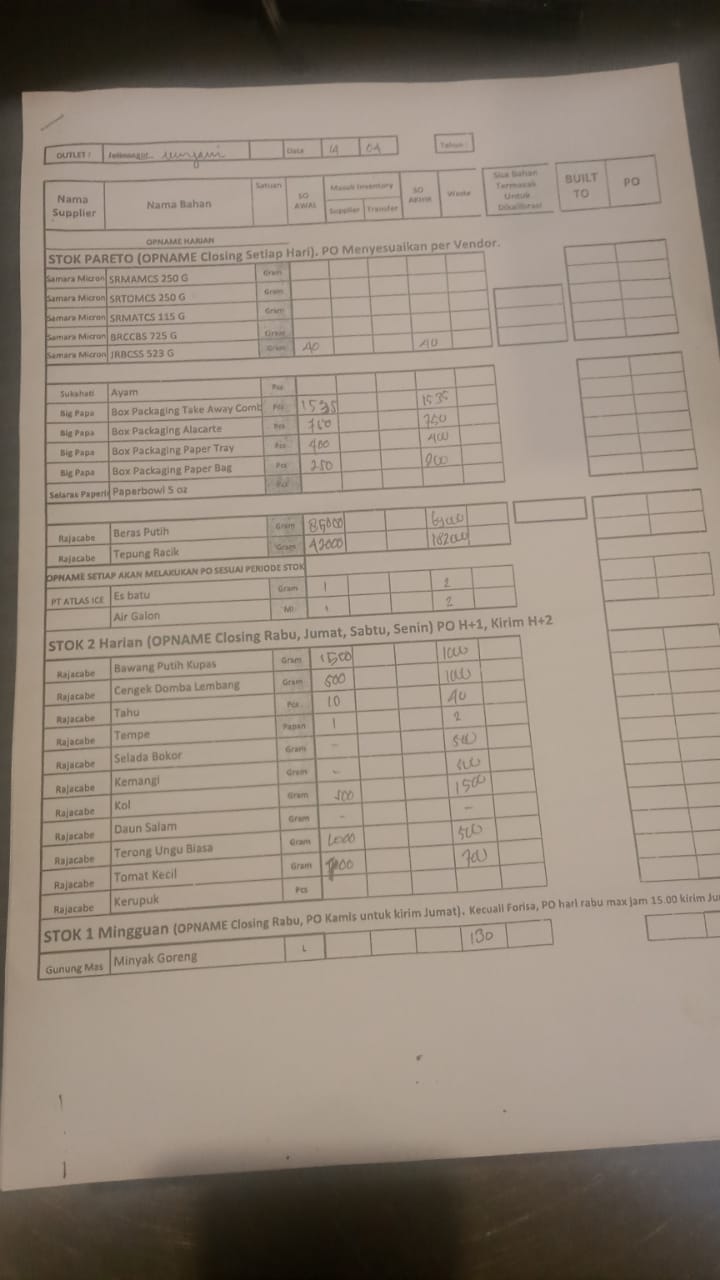 OUTLET : Date 04 Tahun :
Nama Supplier Nama Bahan Satuan SO AWAL Masuk Inventory Supplier Transfer SO AKHIR Waste Sisa Bahan Termasak Untuk BUILT TO PO
OPNAME HARIAN
STOK PARETO (OPNAME Closing Setiap Hari). PO Menyesuaikan per Vendor.
Samara Micron SRMAMCS 250 G Gram
Samara Micron SRTOMCS 250 G Gram
Samara Micron SRMATCS 115 G Gram
Samara Micron BRCCBS 725 G Gram
Samara Micron JRBCSS 523 G Gram 40 40
Sukahati Ayam Pcs
Big Papa Box Packaging Take Away Comb Pcs 1535 1535
Big Papa Box Packaging Alacarte Pcs 750
Big Papa Box Packaging Paper Tray Pcs 400 400
Big Papa Box Packaging Paper Bag Pcs 250
Selaras Paperi Paperbowl 5 oz Pcs
Rajacabe Beras Putih Gram 85000
Rajacabe Tepung Racik Gram 42000
OPNAME SETIAP AKAN MELAKUKAN PO SESUAI PERIODE STOK
PT ATLAS ICE Es batu Gram 1 2
Air Galon Ml 1 2
STOK 2 Harian (OPNAME Closing Rabu, Jumat, Sabtu, Senin) PO H+1, Kirim H+2
Rajacabe Bawang Putih Kupas Gram 1500 1000
Rajacabe Cengek Domba Lembang Gram 500 1000
Rajacabe Tahu Pcs 10 40
Rajacabe Tempe Papan 1 2
Rajacabe Selada Bokor Gram - 500
Rajacabe Kemangi Gram -
Rajacabe Kol Gram 500 1500
Rajacabe Daun Salam Gram - -
Rajacabe Terong Ungu Biasa Gram 1000 500
Rajacabe Tomat Kecil Gram 700
Rajacabe Kerupuk Pcs
STOK 1 Mingguan (OPNAME Closing Rabu, PO Kamis untuk kirim Jumat). Kecuali Forisa, PO hari rabu max jam 15.00 kirim Ju
Gunung Mas Minyak Goreng L 130